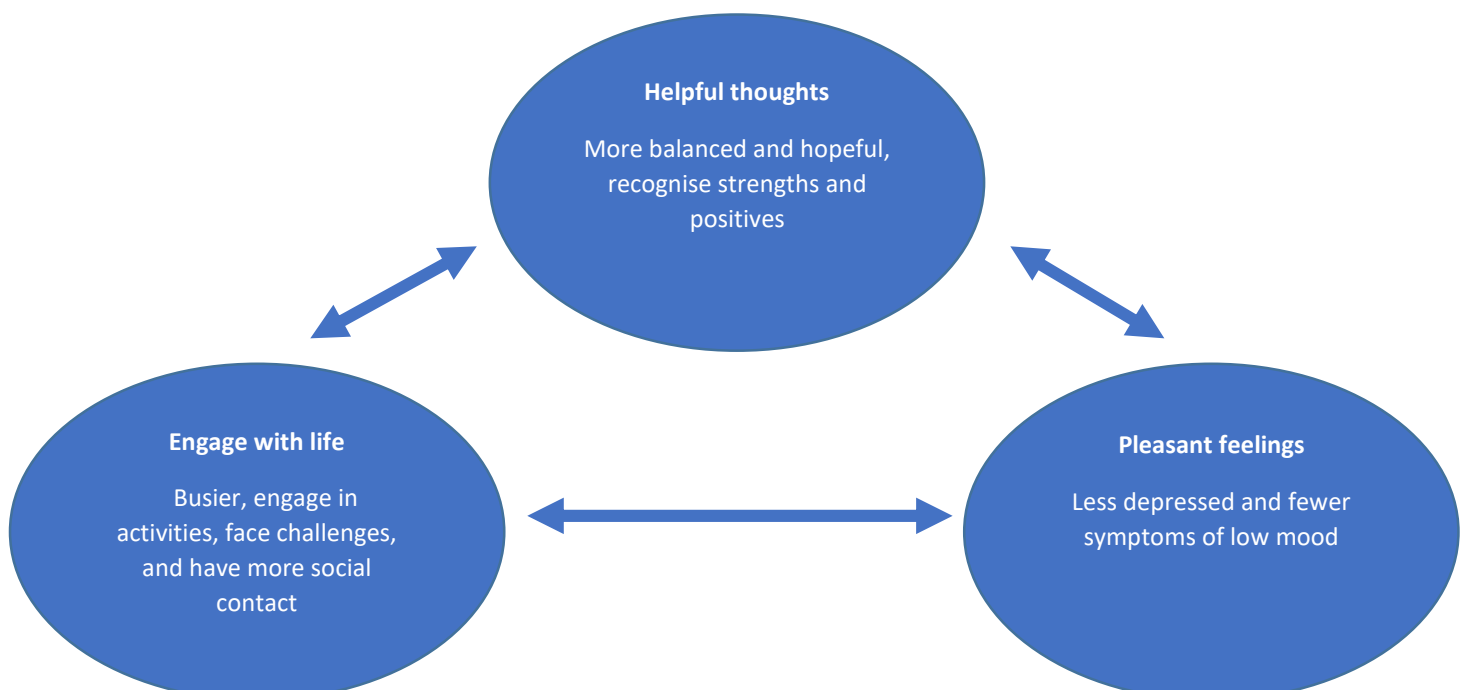 Helpful thoughts
More balanced and hopeful,
recognise strengths and
positives
Engage with life
Busier, engage in
activities, face challenges,
and have more social
contact
Pleasant feelings
Less depressed and fewer
symptoms of low mood